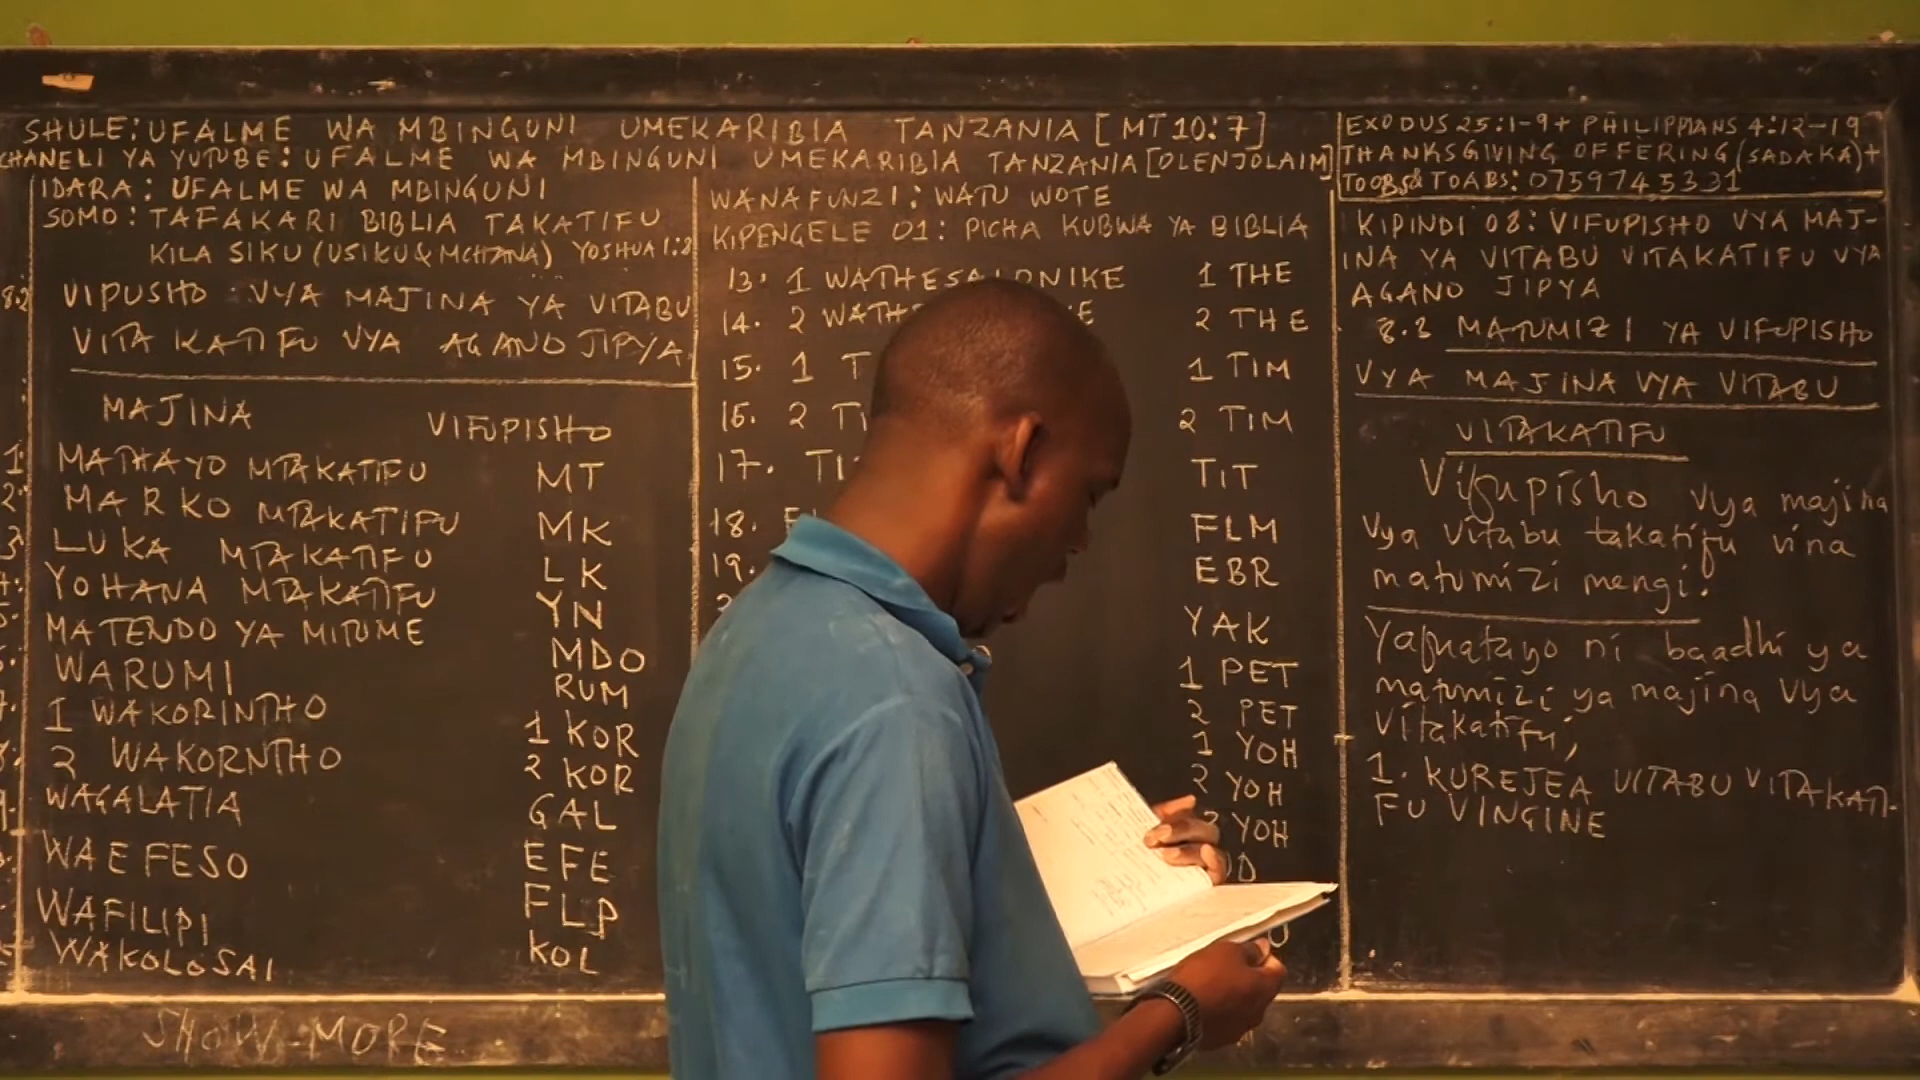 SHULE: UFALME WA MBINGUNI UMEKARIBIA TANZANIA [MT 10:7]
CHANELI YA YUTUBE: UFALME WA MBINGUNI UMEKARIBIA TANZANIA [OLENJOLAIM]
IDARA: UFALME WA MBINGUNI
SOMO: TAFAKARI BIBLIA TAKATIFU
KILA SIKU (USIKU & MCHANA) YOSHUA 1:8
8.2 VIPUSHO VYA MAJINA YA VITABU
VITAKATIFU VYA AGANO JIPYA
MAJINA VIFUPISHO
1. MATHAYO MTAKATIFU MT
2. MARKO MTAKATIFU MK
3 LUKA MTAKATIFU LK
4. YOHANA MTAKATIFU YN
MATENDO YA MITUME MDO
WARUMI RUM
1 WAKORINTHO 1 KOR
2 WAKORNTHO 2 KOR
WAGALATIA GAL
WAEFESO EFE
WAFILIPI FLP
WAKOLOSAI KOL
SHOW MORE
WANAFUNZI: WATU WOTE
KIPENGELE 01: PICHA KUBWA YA BIBLIA
13. 1 WATHESALONIKE 1 THE
14. 2 2 THE
15. 1 1 TIM
16. 2 2 TIM
17. TIT
18. FLM
19. EBR
YAK
1 PET
2 PET
1 YOH
2 YOH
YOH
EXODUS 25:1-9 + PHILIPPIANS 4:12-19
THANKSGIVING OFFERING (SADAKA) +
TOOBS & TOABS: 0759745331
KIPINDI 08: VIFUPISHO VYA MAJ-
INA YA VITABU VITAKATIFU VYA
AGANO JIPYA
8.3 MATUMIZI YA VIFUPISHO
VYA MAJINA VYA VITABU
VITAKATIFU
Vifupisho vya majina
vya vitabu takatifu vina
matumizi mengi.
Yafuatayo ni baadhi ya
matumizi ya majina vya
vitakatifu;
1. KUREJEA VITABU VITAKATI-
FU VINGINE